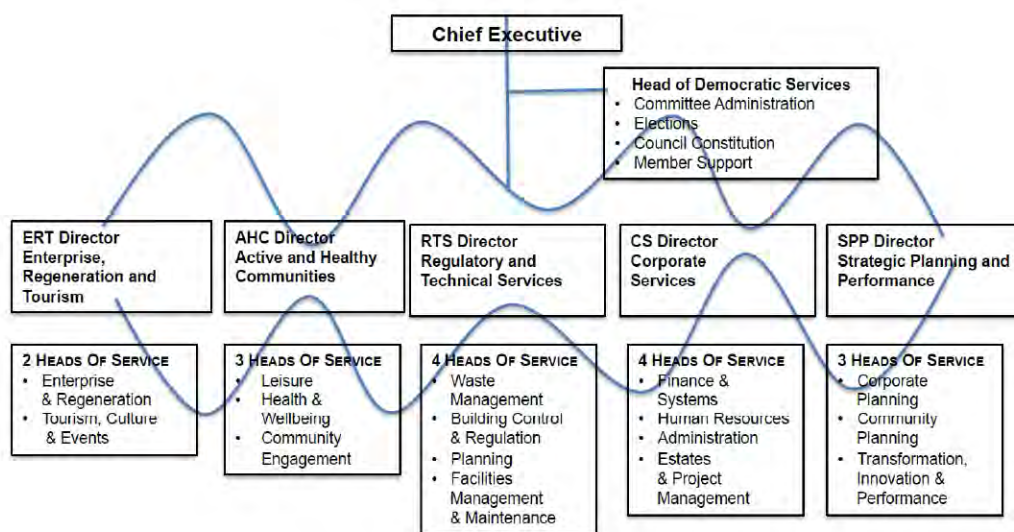 Chief Executive
Head of Democratic Services
• Committee Administration
• Elections
• Council Constitution
• Member Support
ERT Director
Enterprise,
Regeneration and
Tourism
AHC Director
Active and Healthy
Communities
RTS Director
Regulatory and
Technical Services
CS Director
Corporate
Services
SPP Director
Strategic Planning and
Performance
2 HEADS OF SERVICE
• Enterprise
& Regeneration
• Tourism, Culture
& Events
3 HEADS OF SERVICE
• Leisure
• Health &
Wellbeing
• Community
Engagement
4 HEADS OF SERVICE
• Waste
Management
• Building Control
& Regulation
• Planning
• Facilities
Management
& Maintenance
4 HEADS OF SERVICE
• Finance &
Systems
• Human Resources
• Administration
• Estates
& Project
Management
3 HEADS OF SERVICE
• Corporate
Planning
• Community
Planning
• Transformation,
Innovation &
Performance